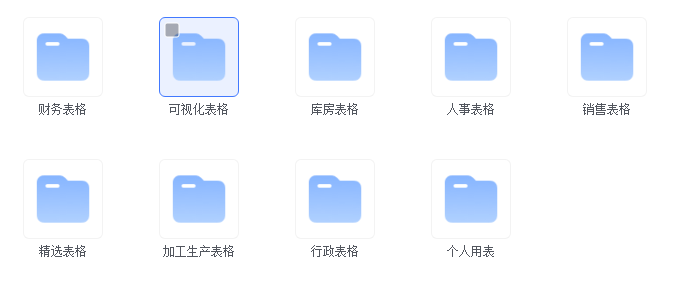 财务表格
可视化表格
库房表格
人事表格
销售表格
精选表格
加工生产表格
行政表格
个人用表